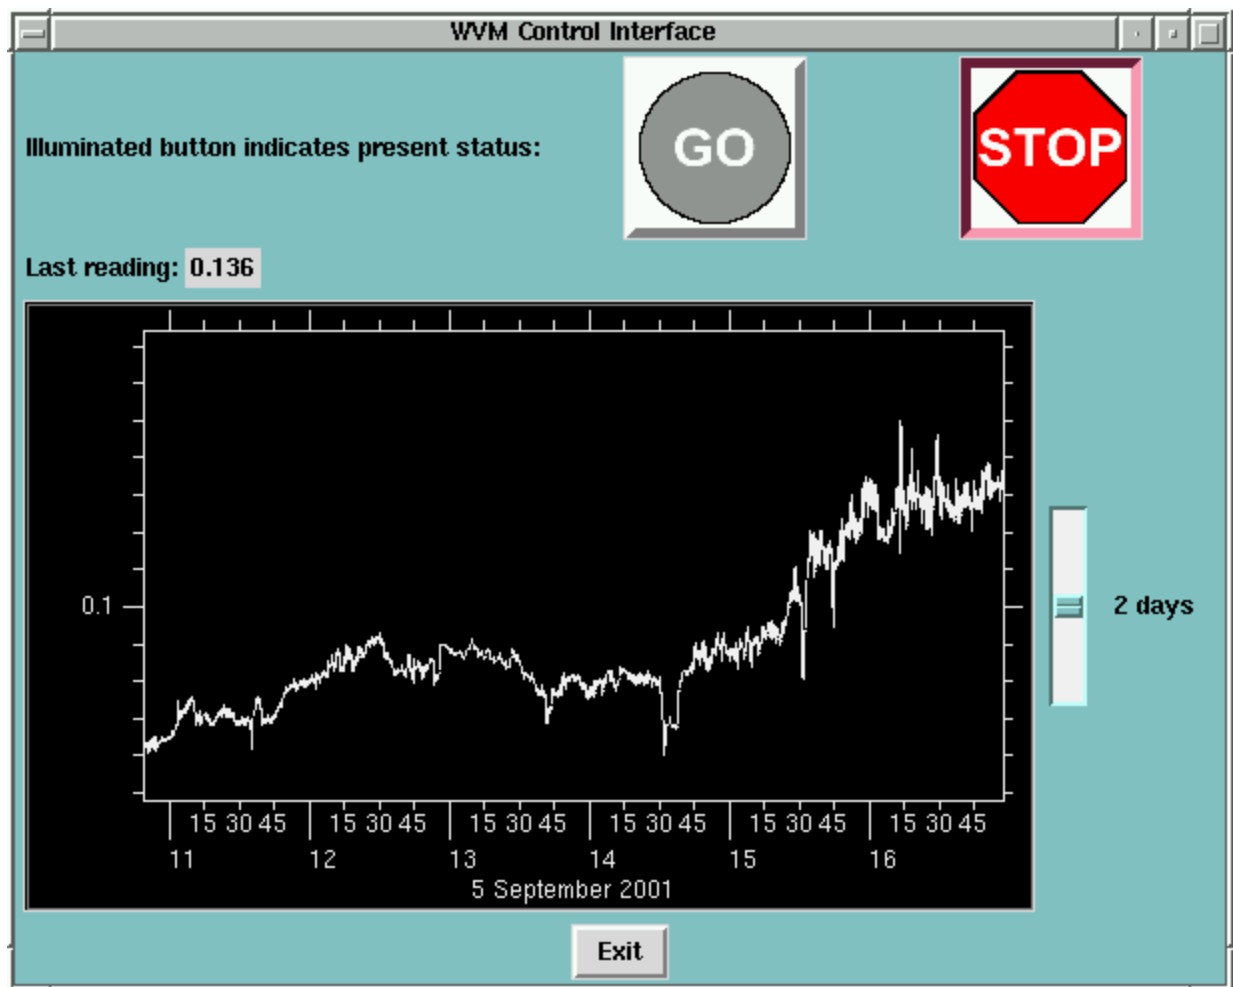 WVM Control Interface
Illuminated button indicates present status:
GO
STOP
Last reading: 0.136
0.1
2 days
15 30 45 15 30 45 15 30 45 15 30 45 15 30 45 15 30 45
11 12 13 14 15 16
5 September 2001
Exit